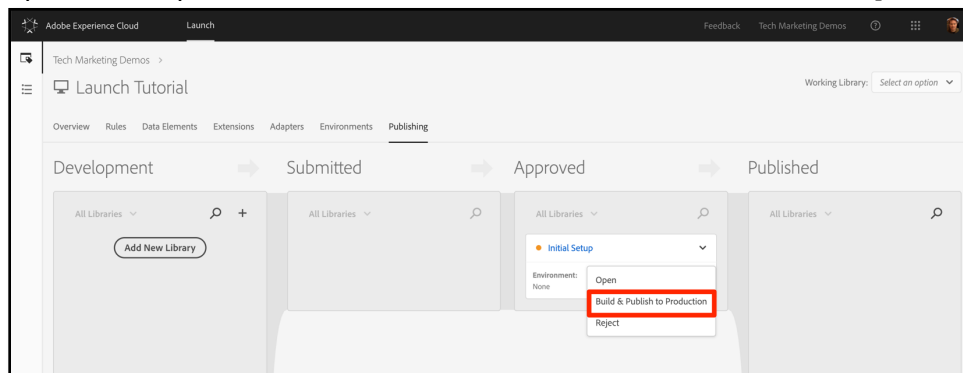 Adobe Experience Cloud Launch Feedback Tech Marketing Demos
Tech Marketing Demos >
Launch Tutorial
Working Library: Select an option
Overview Rules Data Elements Extensions Adapters Environments Publishing
Development Submitted Approved Published
All Libraries All Libraries All Libraries All Libraries
Add New Library
Initial Setup
Environment:
None
Open
Build & Publish to Production
Reject